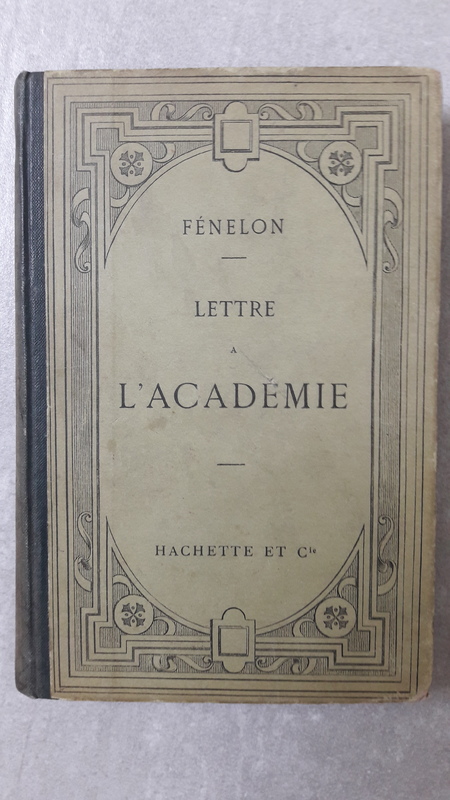 FÉNELON
LETTRE
A
L'ACADÉMIE
HACHETTE ET Cie